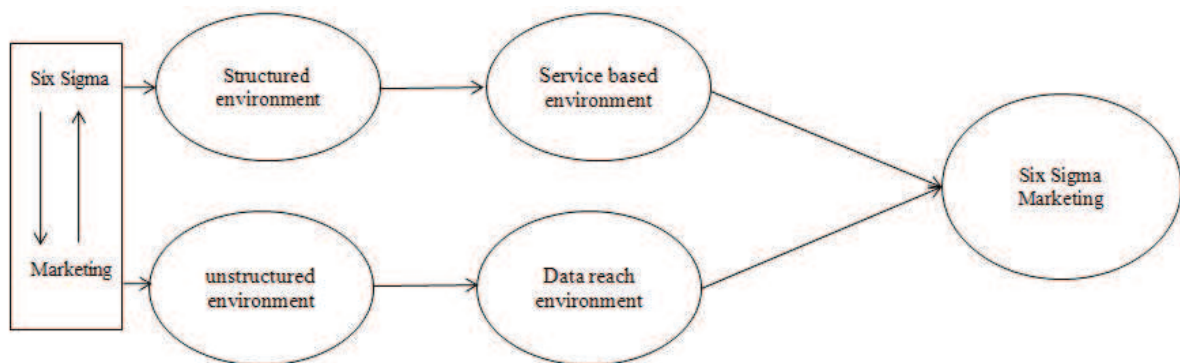 Six Sigma
Marketing
Structured
environment
Service based
environment
unstructured
environment
Data reach
environment
Six Sigma
Marketing